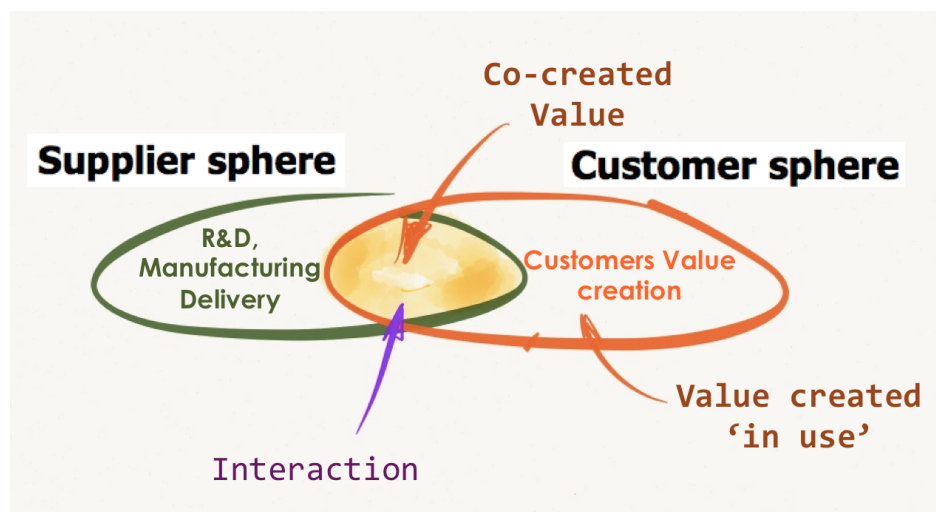 Co-created
Value
Supplier sphere
Customer sphere
R&D,
Manufacturing
Delivery
Customers Value
creation
Value created
‘in use’
Interaction